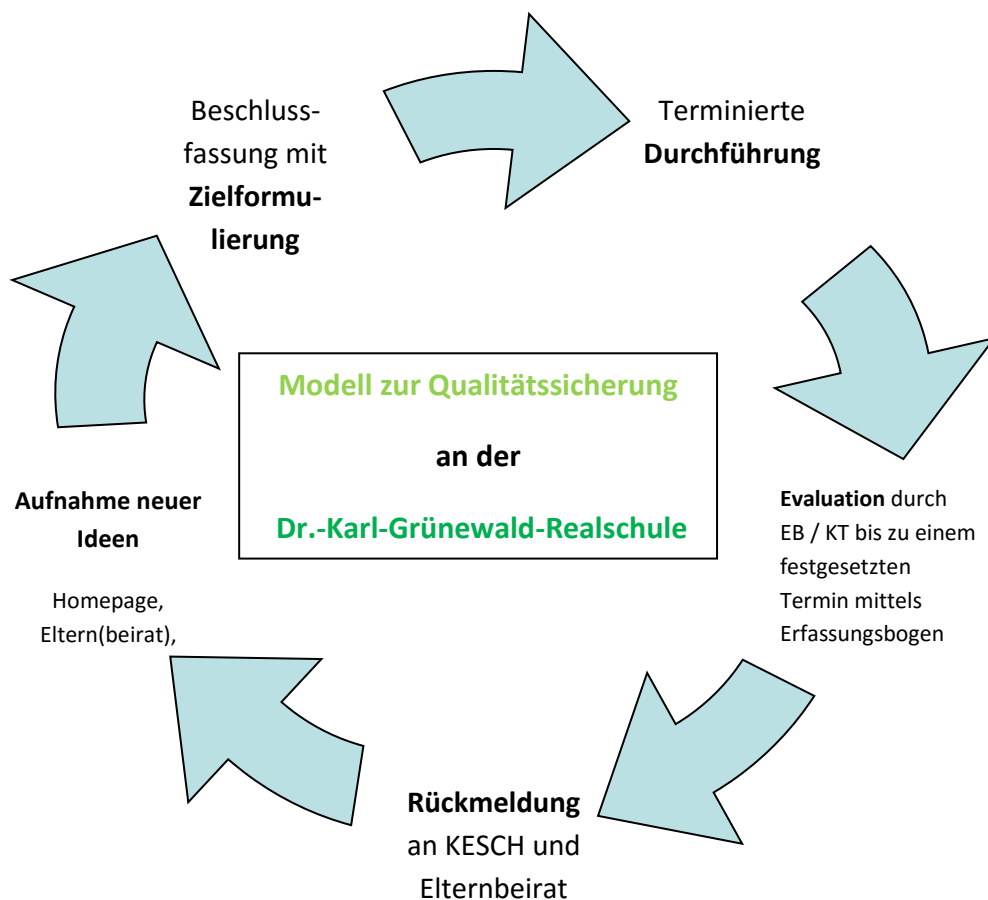 Beschluss-
fassung mit
Zielformu-
lierung
Terminierte
Durchführung
Modell zur Qualitätssicherung
an der
Dr.-Karl-Grünewald-Realschule
Evaluation durch
EB / KT bis zu einem
festgesetzten
Termin mittels
Erfassungsbogen
Rückmeldung
an KESCH und
Elternbeirat
Aufnahme neuer
Ideen
Homepage,
Eltern(beirat),